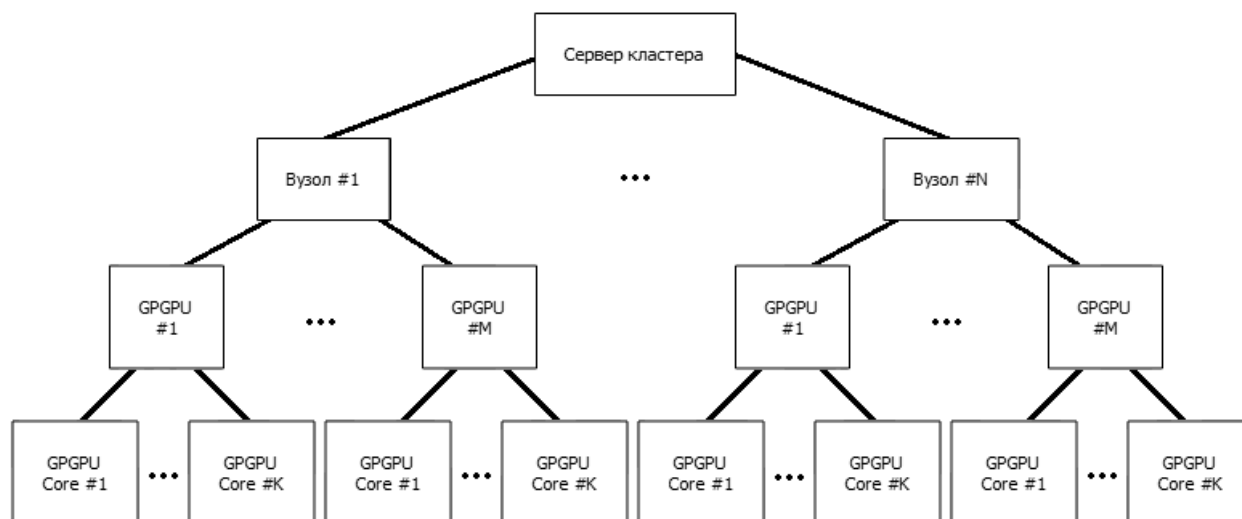 Сервер кластера
Вузол #1
...
Вузол #N
GPGPU
#1
...
GPGPU
#M
GPGPU
#1
...
GPGPU
#M
GPGPU
Core #1
...
GPGPU
Core #K
GPGPU
Core #1
...
GPGPU
Core #K
GPGPU
Core #1
...
GPGPU
Core #K
GPGPU
Core #1
...
GPGPU
Core #K